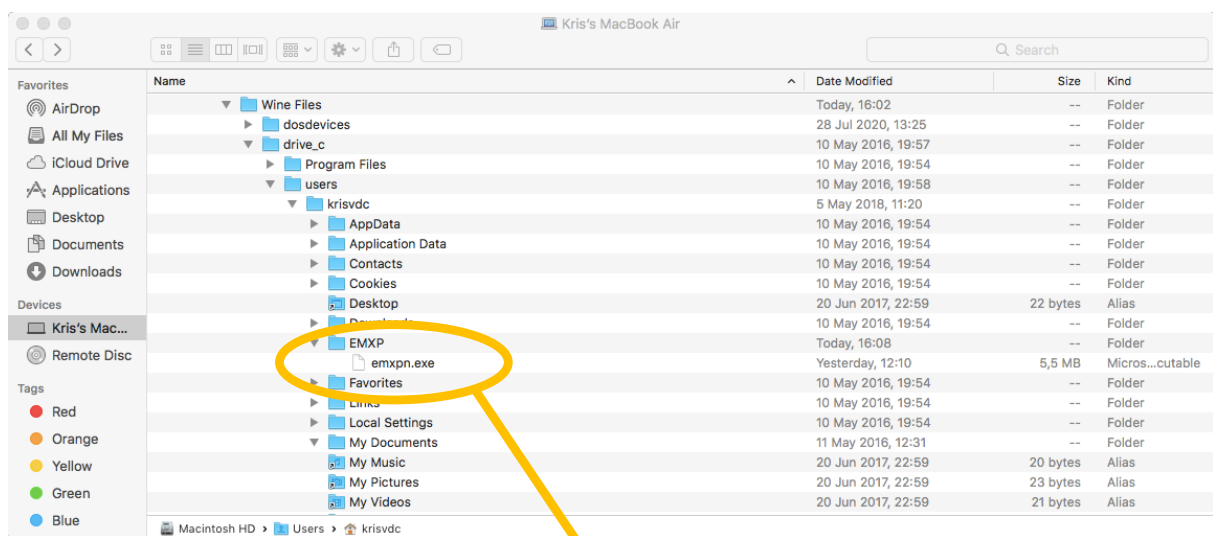 Kris's MacBook Air
Search
Favorites
AirDrop
All My Files
iCloud Drive
Applications
Desktop
Documents
Downloads
Devices
Kris's Mac...
Remote Disc
Tags
Red
Orange
Yellow
Green
Blue
Name Date Modified Size Kind
Wine Files Today, 16:02 -- Folder
dosdevices 28 Jul 2020, 13:25 -- Folder
drive_c 10 May 2016, 19:57 -- Folder
Program Files 10 May 2016, 19:54 -- Folder
users 10 May 2016, 19:58 -- Folder
krisvdc 5 May 2018, 11:20 -- Folder
AppData 10 May 2016, 19:54 -- Folder
Application Data 10 May 2016, 19:54 -- Folder
Contacts 10 May 2016, 19:54 -- Folder
Cookies 10 May 2016, 19:54 -- Folder
Desktop 20 Jun 2017, 22:59 22 bytes Alias
Downloads 10 May 2016, 19:54 -- Folder
EMXP Today, 16:08 -- Folder
emxpn.exe Yesterday, 12:10 5,5 MB Micros...cutable
Favorites 10 May 2016, 19:54 -- Folder
Links 10 May 2016, 19:54 -- Folder
Local Settings 10 May 2016, 19:54 -- Folder
My Documents 11 May 2016, 12:31 -- Folder
My Music 20 Jun 2017, 22:59 20 bytes Alias
My Pictures 20 Jun 2017, 22:59 23 bytes Alias
My Videos 20 Jun 2017, 22:59 21 bytes Alias
Macintosh HD › Users › krisvdc